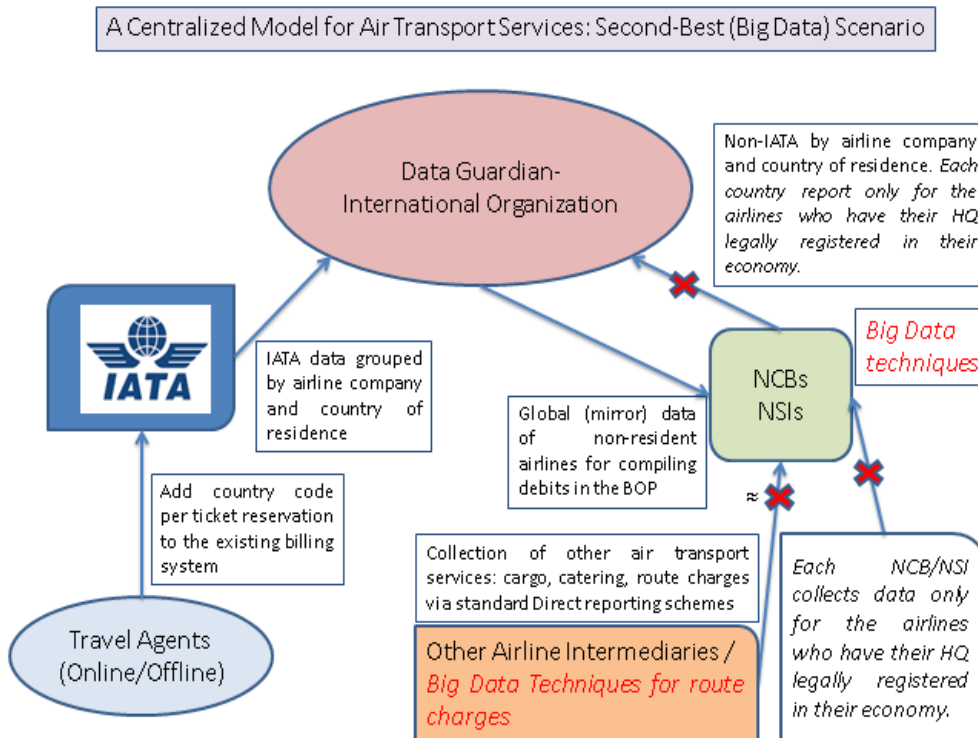 A Centralized Model for Air Transport Services: Second-Best (Big Data) Scenario
Data Guardian-
International Organization
Non-IATA by airline company
and country of residence. Each
country report only for the
airlines who have their HQ
legally registered in their
economy.
IATA
IATA data grouped
by airline company
and country of
residence
Big Data
techniques
NCBs
NSIs
Global (mirror) data
of non-resident
airlines for compiling
debits in the BOP
Add country code
per ticket reservation
to the existing billing
system
≈
Collection of other air transport
services: cargo, catering, route charges
via standard Direct reporting schemes
Each NCB/NSI
collects data only
for the airlines
who have their HQ
legally registered
in their economy.
Travel Agents
(Online/Offline)
Other Airline Intermediaries /
Big Data Techniques for route
charges